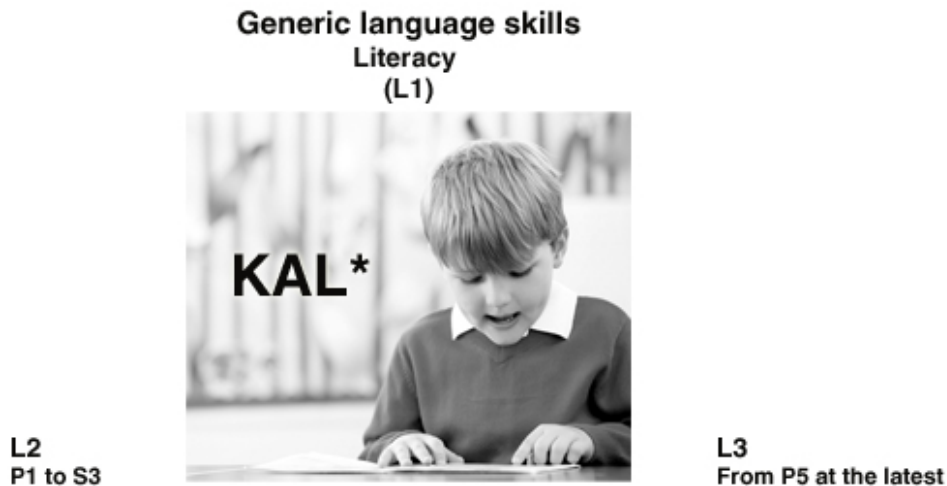 Generic language skills
Literacy
(L1)
KAL*
L2
P1 to S3
L3
From P5 at the latest